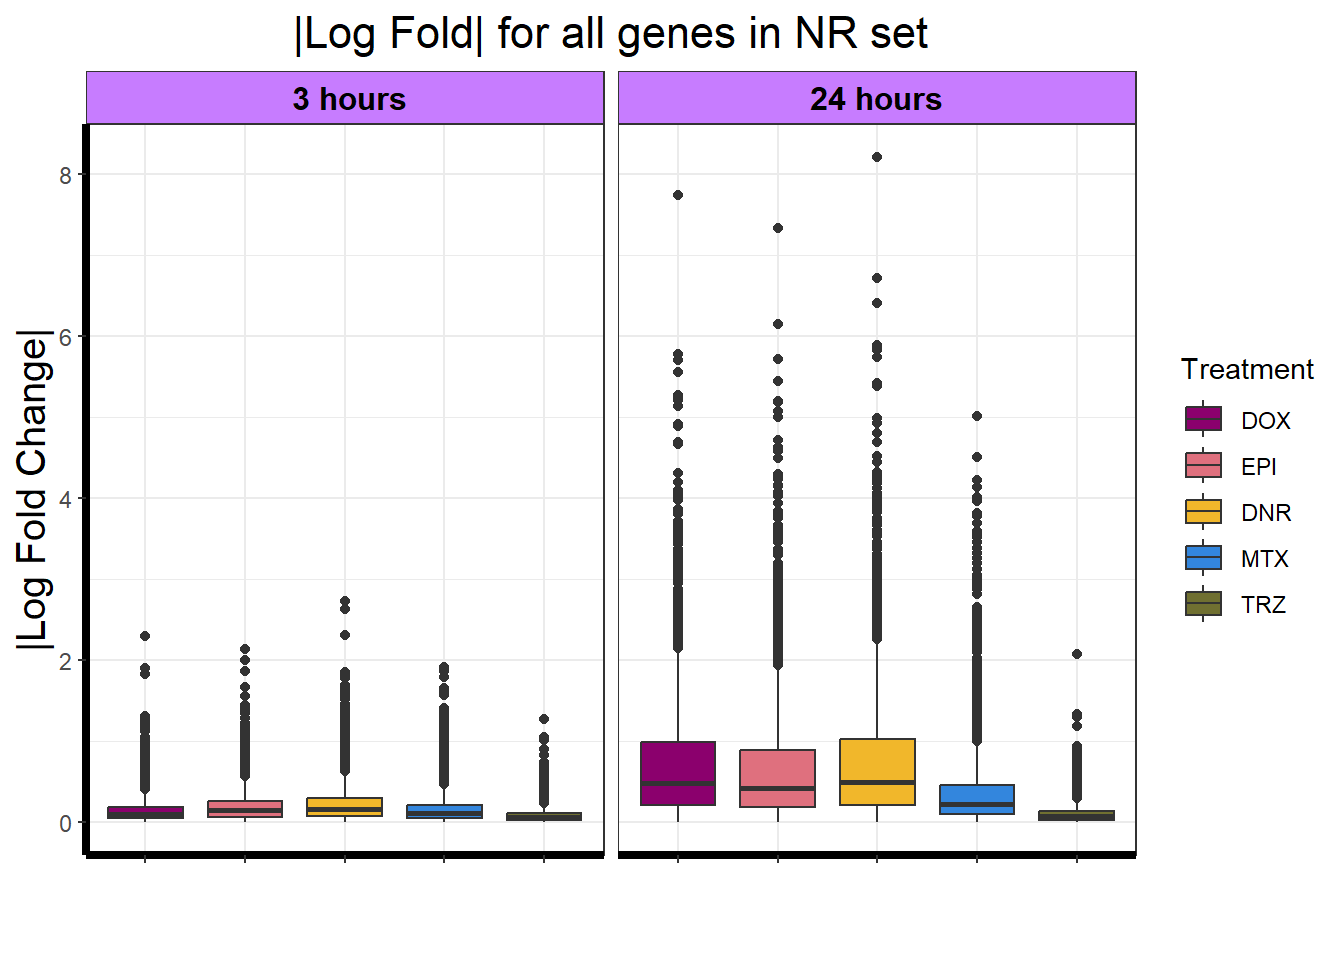 |Log Fold| for all genes in NR set
3 hours
24 hours
|Log Fold Change|
8
6
4
2
0
Treatment
DOX
EPI
DNR
MTX
TRZ